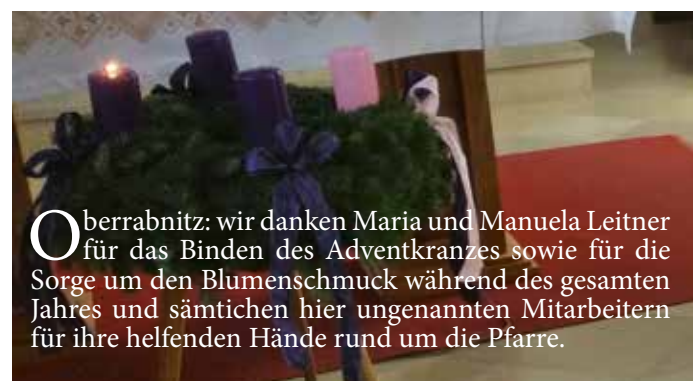 Oberrabnitz: wir danken Maria und Manuela Leitner
für das Binden des Adventkranzes sowie für die
Sorge um den Blumenschmuck während des gesamten
Jahres und sämtichen hier ungenannten Mitarbeitern
für ihre helfenden Hände rund um die Pfarre.